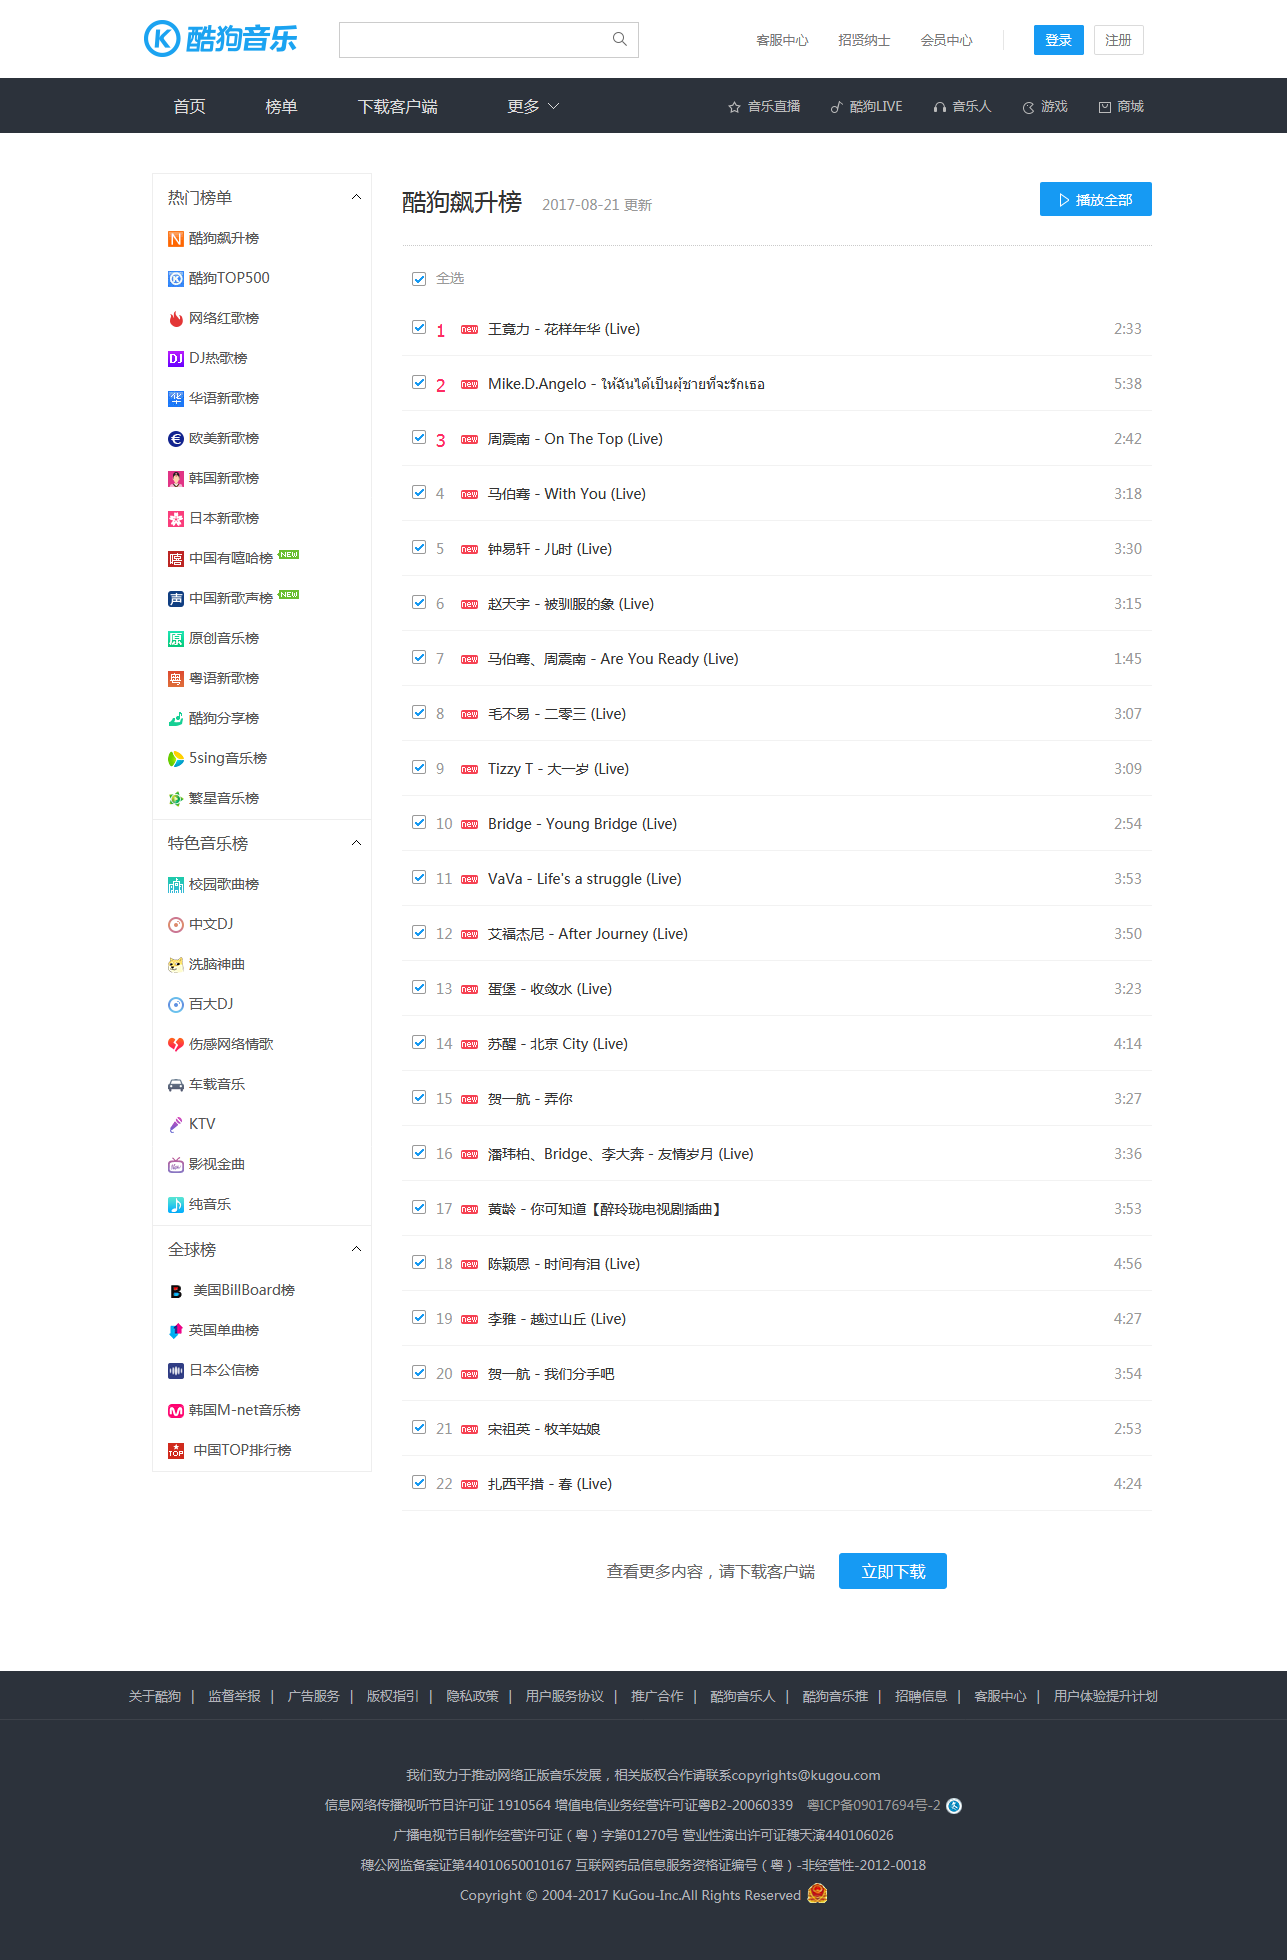 酷狗音乐
客服中心 招贤纳士 会员中心 登录 注册
首页 榜单 下载客户端 更多 音乐直播 酷狗LIVE 音乐人 游戏 商城
热门榜单
N 酷狗飙升榜
酷狗TOP500
网络红歌榜
DJ DJ热歌榜
华 华语新歌榜
€ 欧美新歌榜
韩国新歌榜
日本新歌榜
嘻 中国有嘻哈榜 NEW
声 中国新歌声榜 NEW
原 原创音乐榜
粤 粤语新歌榜
酷狗分享榜
5sing音乐榜
繁星音乐榜
特色音乐榜
校园歌曲榜
中文DJ
洗脑神曲
百大DJ
伤感网络情歌
车载音乐
KTV
影视金曲
纯音乐
全球榜
B 美国BillBoard榜
英国单曲榜
日本公信榜
韩国M-net音乐榜
TOP 中国TOP排行榜
酷狗飙升榜 2017-08-21 更新 播放全部
全选
1 new 王竟力 - 花样年华 (Live) 2:33
2 new Mike.D.Angelo - ให้ฉันได้เป็นผู้ชายที่จะรักเธอ 5:38
3 new 周震南 - On The Top (Live) 2:42
4 new 马伯骞 - With You (Live) 3:18
5 new 钟易轩 - 儿时 (Live) 3:30
6 new 赵天宇 - 被驯服的象 (Live) 3:15
7 new 马伯骞、周震南 - Are You Ready (Live) 1:45
8 new 毛不易 - 二零三 (Live) 3:07
9 new Tizzy T - 大一岁 (Live) 3:09
10 new Bridge - Young Bridge (Live) 2:54
11 new VaVa - Life's a struggle (Live) 3:53
12 new 艾福杰尼 - After Journey (Live) 3:50
13 new 蛋堡 - 收敛水 (Live) 3:23
14 new 苏醒 - 北京 City (Live) 4:14
15 new 贺一航 - 弄你 3:27
16 new 潘玮柏、Bridge、李大奔 - 友情岁月 (Live) 3:36
17 new 黄龄 - 你可知道【醉玲珑电视剧插曲】 3:53
18 new 陈颖恩 - 时间有泪 (Live) 4:56
19 new 李雅 - 越过山丘 (Live) 4:27
20 new 贺一航 - 我们分手吧 3:54
21 new 宋祖英 - 牧羊姑娘 2:53
22 new 扎西平措 - 春 (Live) 4:24
查看更多内容，请下载客户端 立即下载
关于酷狗 | 监督举报 | 广告服务 | 版权指引 | 隐私政策 | 用户服务协议 | 推广合作 | 酷狗音乐人 | 酷狗音乐推 | 招聘信息 | 客服中心 | 用户体验提升计划
我们致力于推动网络正版音乐发展，相关版权合作请联系copyrights@kugou.com
信息网络传播视听节目许可证 1910564 增值电信业务经营许可证粤B2-20060339 粤ICP备09017694号-2
广播电视节目制作经营许可证（粤）字第01270号 营业性演出许可证穗天演440106026
穗公网监备案证第44010650010167 互联网药品信息服务资格证编号（粤）-非经营性-2012-0018
Copyright © 2004-2017 KuGou-Inc.All Rights Reserved